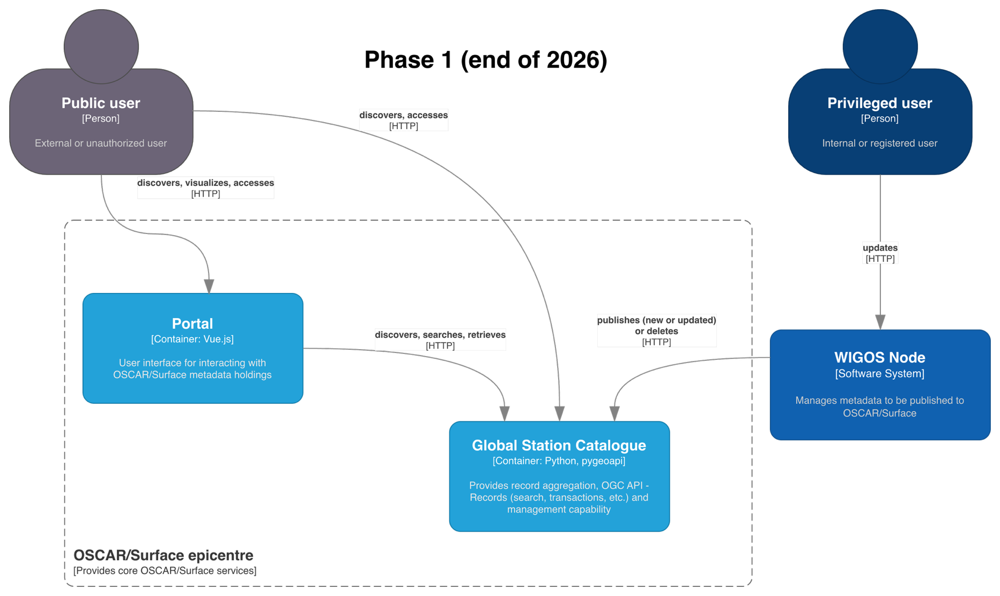 Phase 1 (end of 2026)
Public user
[Person]
External or unauthorized user
Privileged user
[Person]
Internal or registered user
discovers, accesses
[HTTP]
discovers, visualizes, accesses
[HTTP]
updates
[HTTP]
Portal
[Container: Vue.js]
User interface for interacting with
OSCAR/Surface metadata holdings
discovers, searches, retrieves
[HTTP]
publishes (new or updated)
or deletes
[HTTP]
WIGOS Node
[Software System]
Manages metadata to be published to
OSCAR/Surface
Global Station Catalogue
[Container: Python, pygeoapi]
Provides record aggregation, OGC API -
Records (search, transactions, etc.) and
management capability
OSCAR/Surface epicentre
[Provides core OSCAR/Surface services]